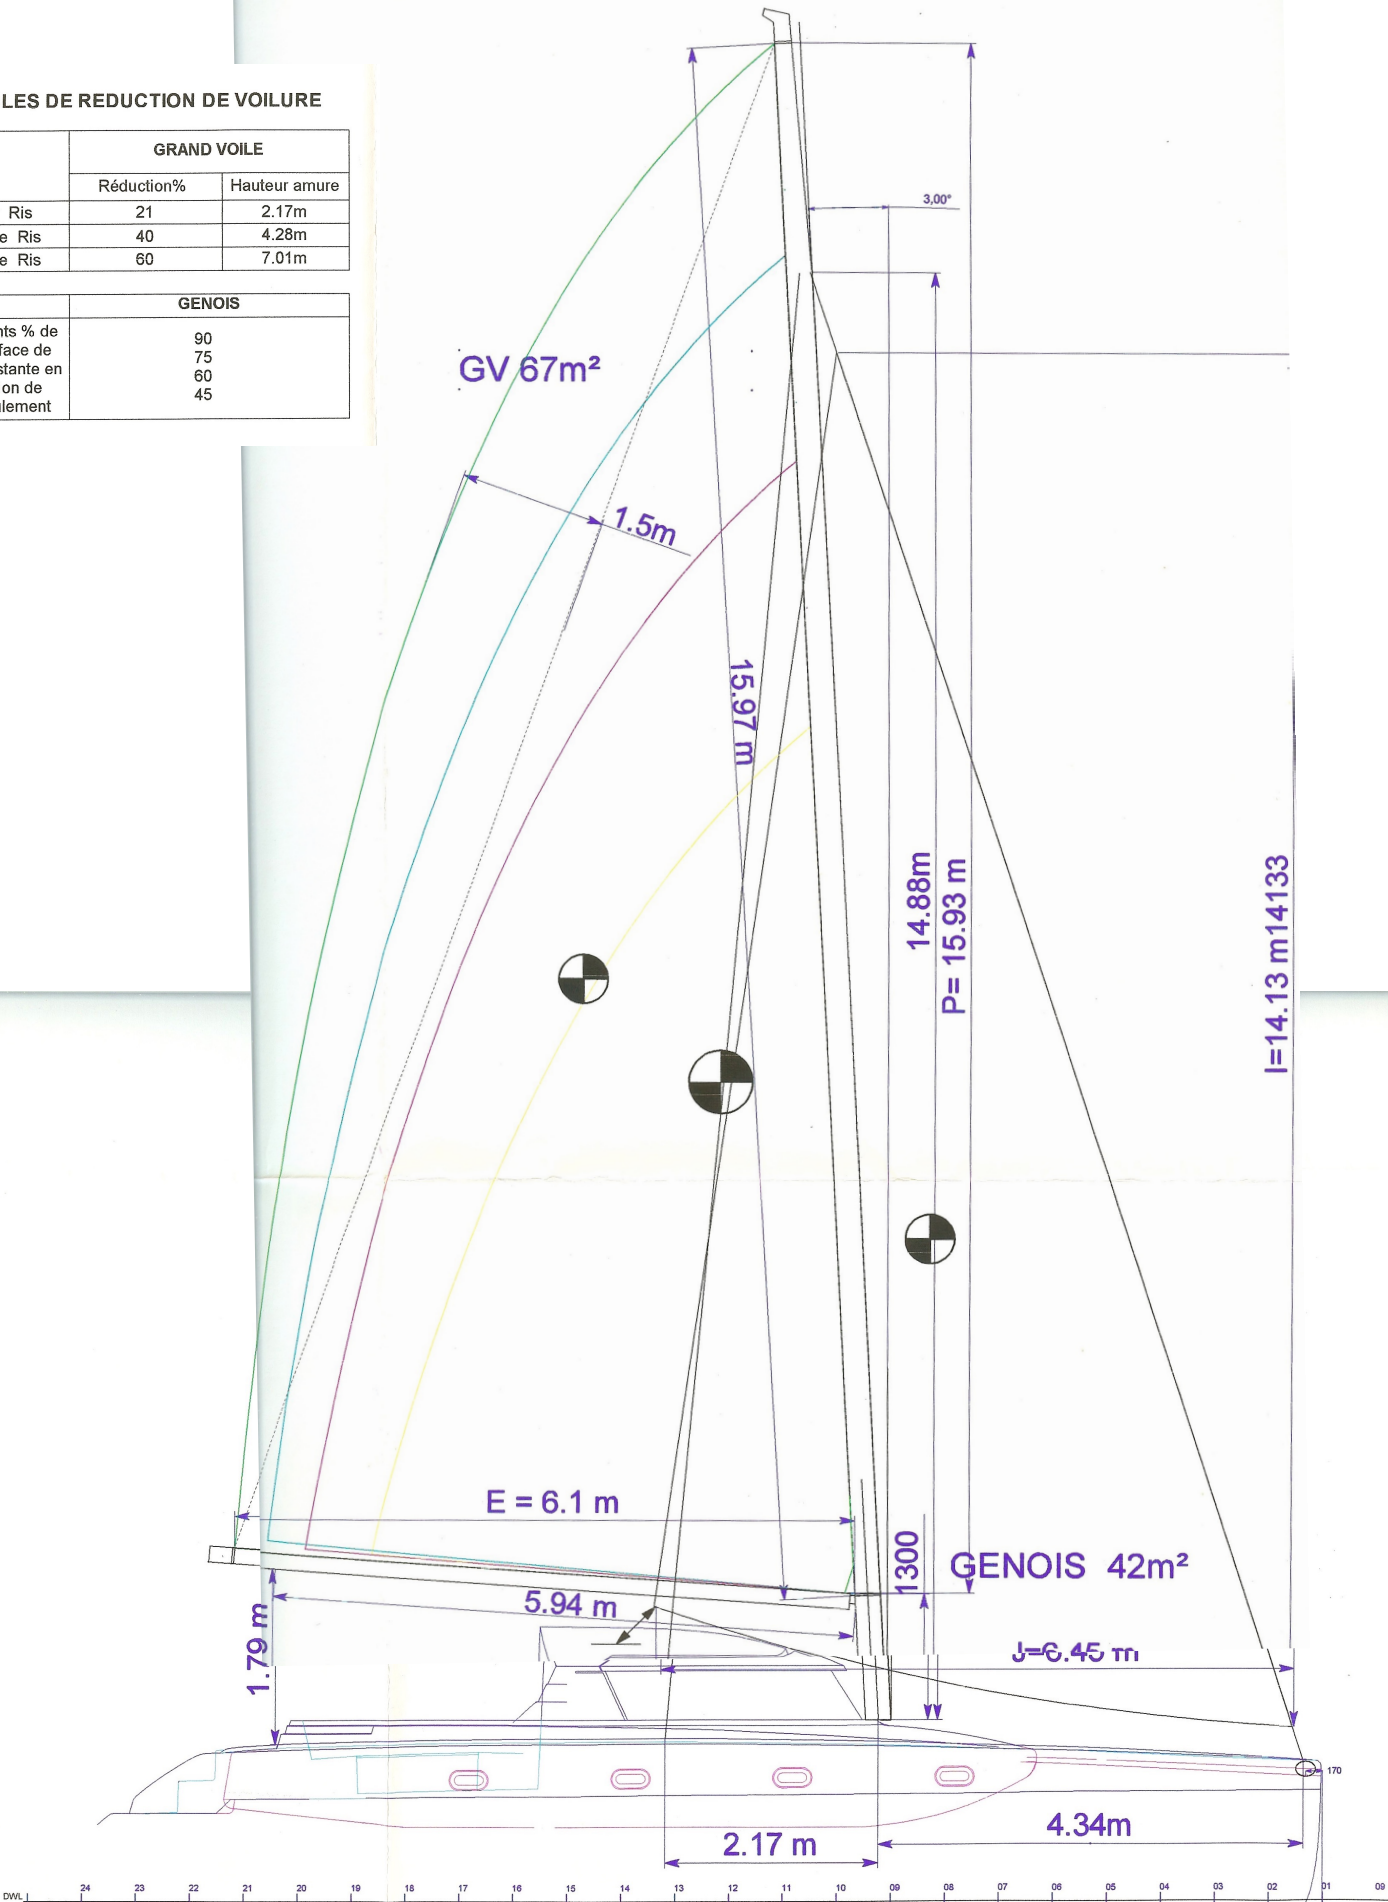 LES DE REDUCTION DE VOILURE
GRAND VOILE
Réduction% Hauteur amure
Ris 21 2.17m
e Ris 40 4.28m
e Ris 60 7.01m
GENOIS
nts % de
face de
stante en
on de
lement
90
75
60
45
3,00°
GV 67m²
1.5m
15.97 m
14.88m
P= 15.93 m
I=14.13 m14133
E = 6.1 m
1300
GENOIS 42m²
5.94 m
1.79 m
J=6.45 m
170
4.34m
2.17 m
DWL 24 23 22 21 20 19 18 17 16 15 14 13 12 11 10 09 08 07 06 05 04 03 02 01 09